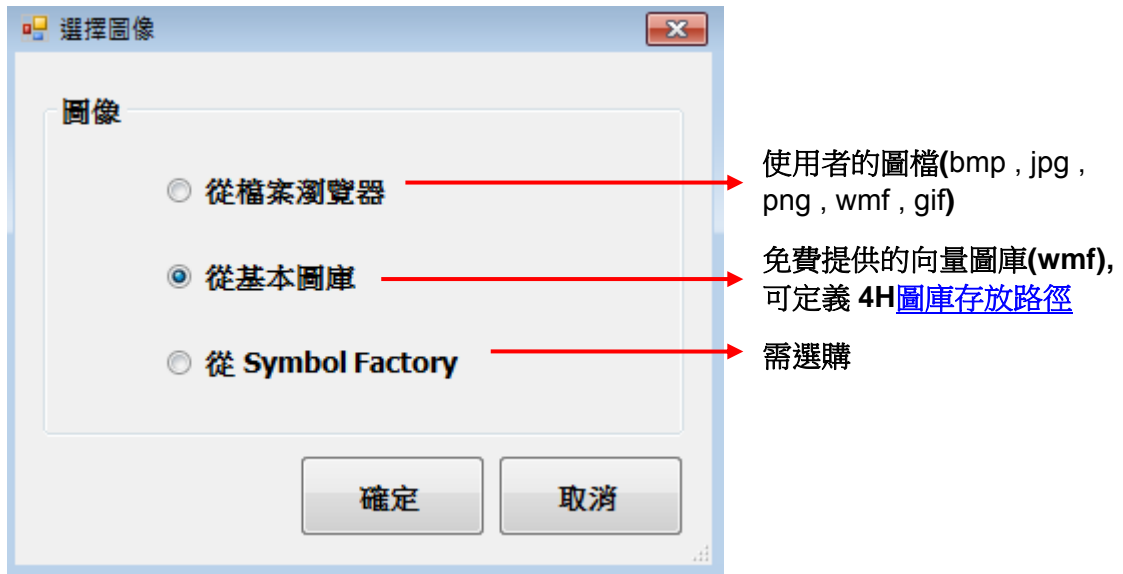 選擇圖像
圖像
從檔案瀏覽器
使用者的圖檔(bmp , jpg ,
png , wmf , gif)
從基本圖庫
免費提供的向量圖庫(wmf),
可定義 4H圖庫存放路徑
從 Symbol Factory
需選購
確定
取消